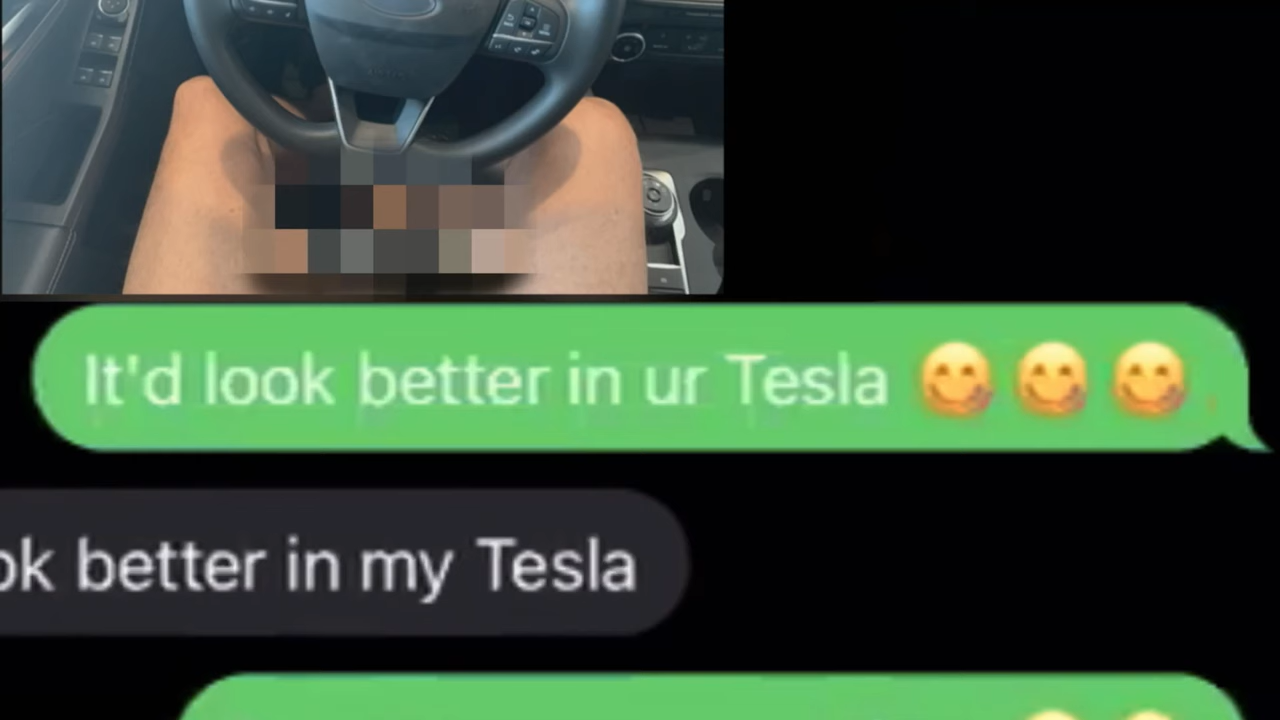 It'd look better in ur Tesla 😋 😋 😋
ok better in my Tesla